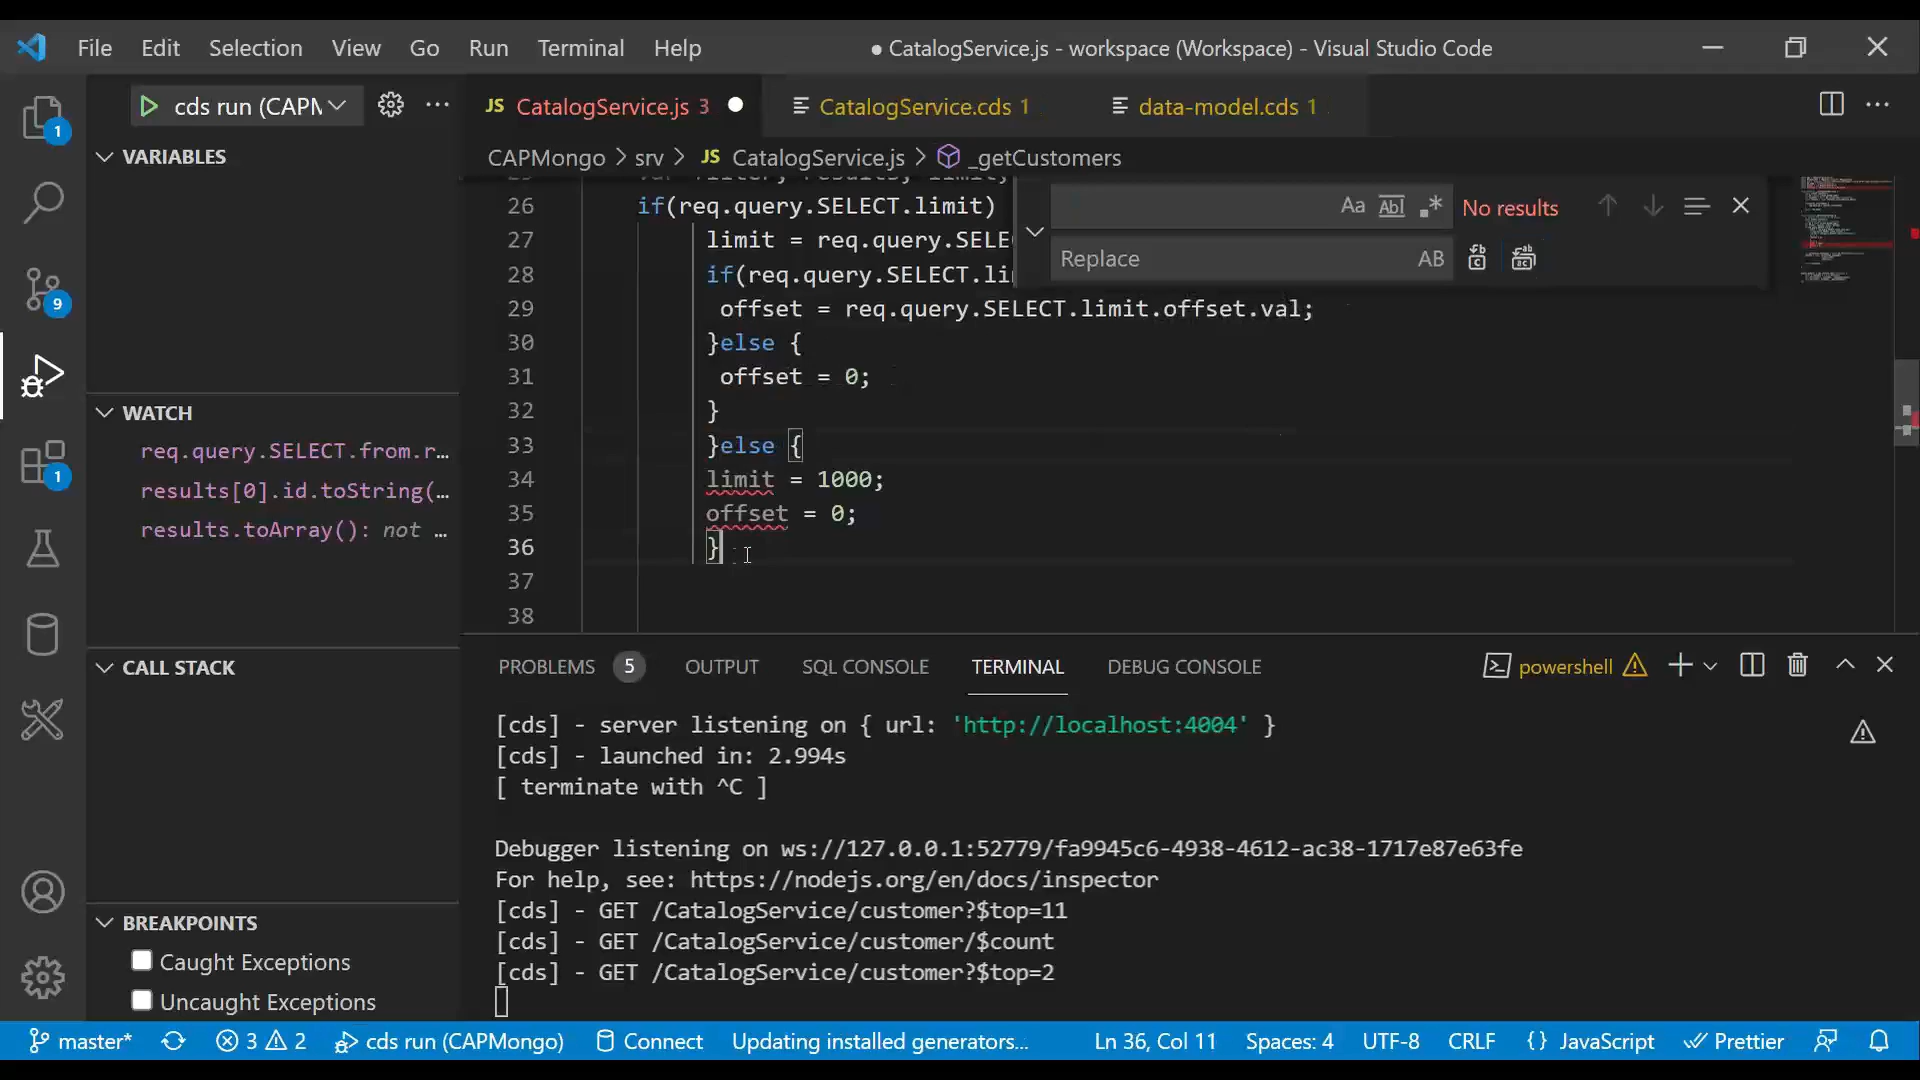 File Edit Selection View Go Run Terminal Help
● CatalogService.js - workspace (Workspace) - Visual Studio Code
cds run (CAPM
JS CatalogService.js 3
CatalogService.cds 1
data-model.cds 1
VARIABLES
CAPMongo > srv > JS CatalogService.js > _getCustomers
26 if(req.query.SELECT.limit)
27 limit = req.query.SELE
28 if(req.query.SELECT.li
29 offset = req.query.SELECT.limit.offset.val;
30 }else {
31 offset = 0;
32 }
33 }else {
34 limit = 1000;
35 offset = 0;
36 }
37
38
Aa Abl .* No results
Replace AB
WATCH
req.query.SELECT.from.r…
results[0].id.toString(…
results.toArray(): not …
CALL STACK
BREAKPOINTS
Caught Exceptions
Uncaught Exceptions
1
9
1
PROBLEMS 5 OUTPUT SQL CONSOLE TERMINAL DEBUG CONSOLE
powershell
[cds] - server listening on { url: 'http://localhost:4004' }
[cds] - launched in: 2.994s
[ terminate with ^C ]
Debugger listening on ws://127.0.0.1:52779/fa9945c6-4938-4612-ac38-1717e87e63fe
For help, see: https://nodejs.org/en/docs/inspector
[cds] - GET /CatalogService/customer?$top=11
[cds] - GET /CatalogService/customer/$count
[cds] - GET /CatalogService/customer?$top=2
master* 3 2 cds run (CAPMongo) Connect Updating installed generators... Ln 36, Col 11 Spaces: 4 UTF-8 CRLF {} JavaScript Prettier